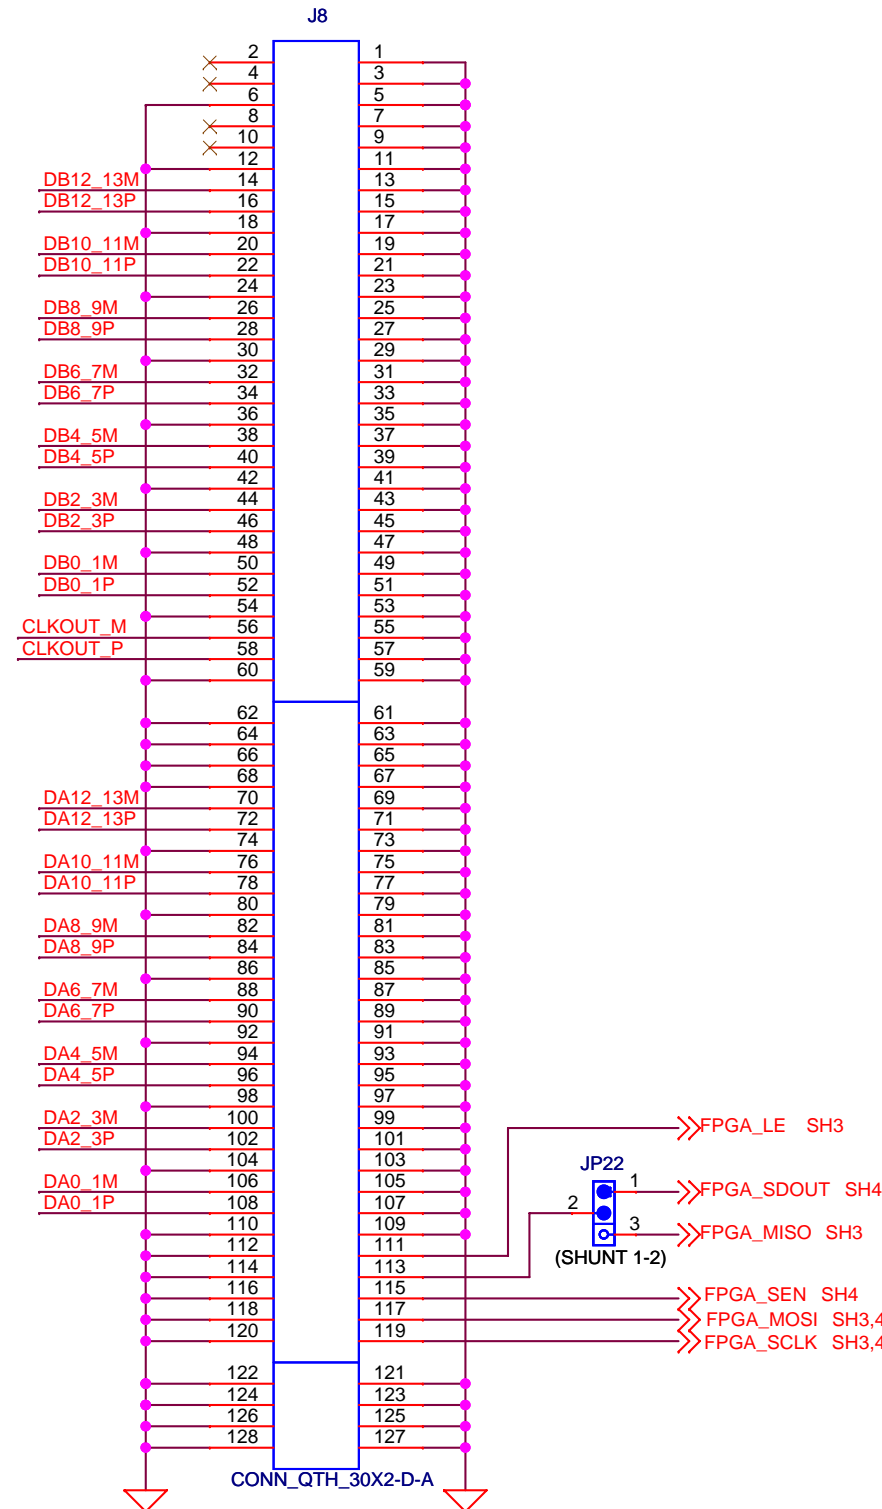 J8
2 1
4 3
6 5
8 7
10 9
12 11
DB12_13M 14 13
DB12_13P 16 15
18 17
DB10_11M 20 19
DB10_11P 22 21
24 23
DB8_9M 26 25
DB8_9P 28 27
30 29
DB6_7M 32 31
DB6_7P 34 33
36 35
DB4_5M 38 37
DB4_5P 40 39
42 41
DB2_3M 44 43
DB2_3P 46 45
48 47
DB0_1M 50 49
DB0_1P 52 51
54 53
CLKOUT_M 56 55
CLKOUT_P 58 57
60 59
62 61
64 63
66 65
68 67
DA12_13M 70 69
DA12_13P 72 71
74 73
DA10_11M 76 75
DA10_11P 78 77
80 79
DA8_9M 82 81
DA8_9P 84 83
86 85
DA6_7M 88 87
DA6_7P 90 89
92 91
DA4_5M 94 93
DA4_5P 96 95
98 97
DA2_3M 100 99 FPGA_LE SH3
DA2_3P 102 101
104 103 JP22
DA0_1M 106 105 1 FPGA_SDOUT SH4
DA0_1P 108 107 2
110 109 3 FPGA_MISO SH3
112 111 (SHUNT 1-2)
114 113
116 115 FPGA_SEN SH4
118 117 FPGA_MOSI SH3,4
120 119 FPGA_SCLK SH3,4
122 121
124 123
126 125
128 127
CONN_QTH_30X2-D-A